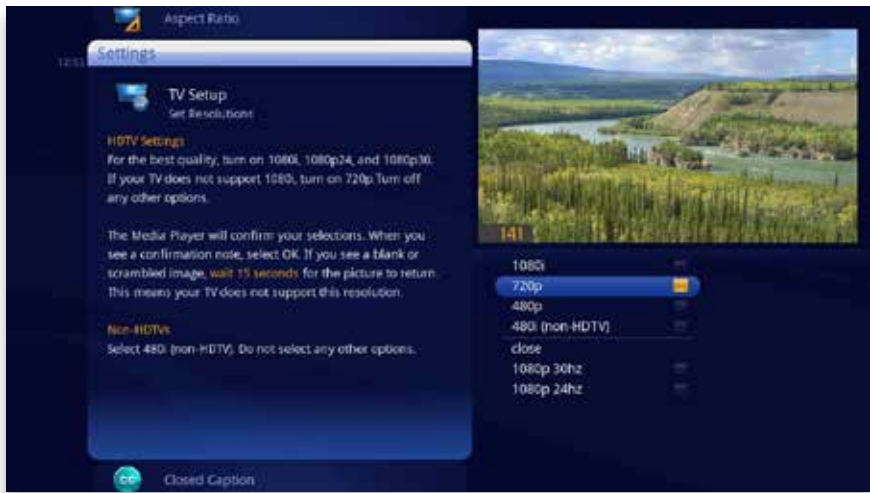 Aspect Ratio
12:53
Settings
TV Setup
Set Resolutions
HDTV Settings
For the best quality, turn on 1080i, 1080p24, and 1080p30.
If your TV does not support 1080i, turn on 720p. Turn off
any other options.
The Media Player will confirm your selections. When you
see a confirmation note, select OK. If you see a blank or
scrambled image, wait 15 seconds for the picture to return.
This means your TV does not support this resolution.
Non-HDTVs
Select 480i (non-HDTV). Do not select any other options.
141
1080i
720p
480p
480i (non-HDTV)
close
1080p 30hz
1080p 24hz
CC
Closed Caption